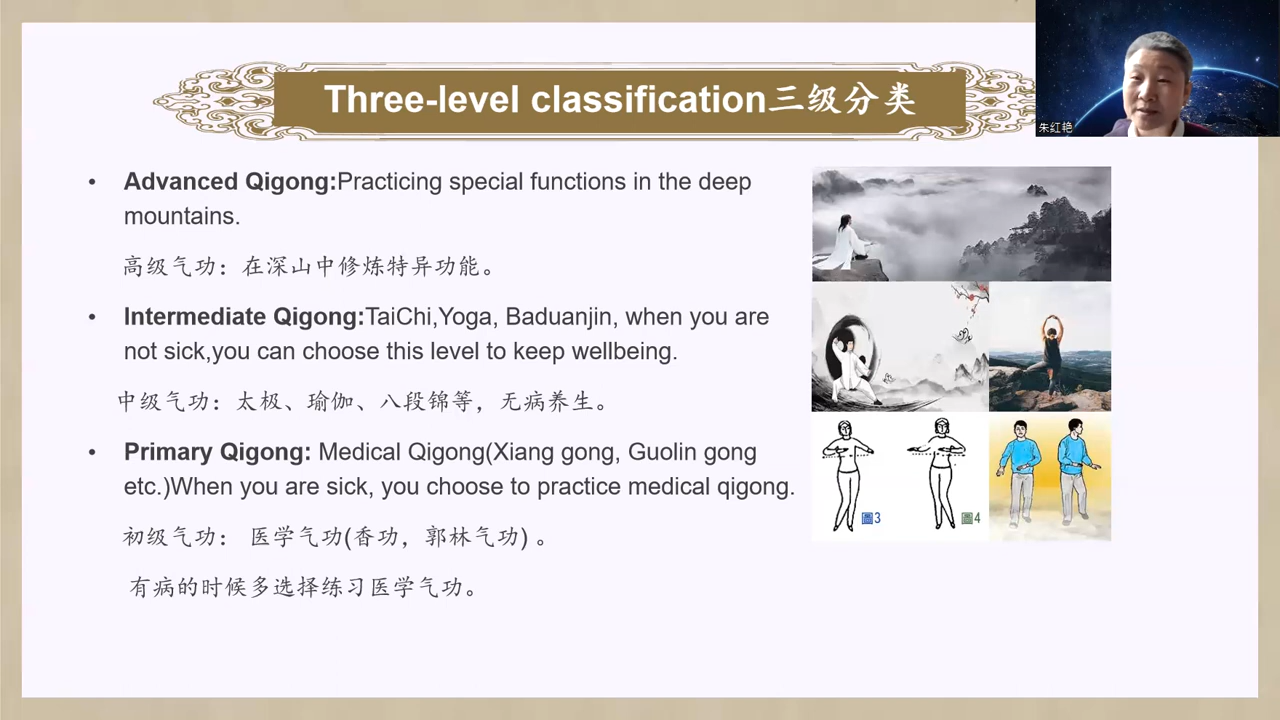 Three-level classification三级分类
朱红艳
• Advanced Qigong:Practicing special functions in the deep
mountains.
高级气功：在深山中修炼特异功能。
• Intermediate Qigong:TaiChi,Yoga, Baduanjin, when you are
not sick,you can choose this level to keep wellbeing.
中级气功：太极、瑜伽、八段锦等，无病养生。
• Primary Qigong: Medical Qigong(Xiang gong, Guolin gong
etc.)When you are sick, you choose to practice medical qigong.
初级气功： 医学气功(香功，郭林气功) 。
有病的时候多选择练习医学气功。
圖3
圖4